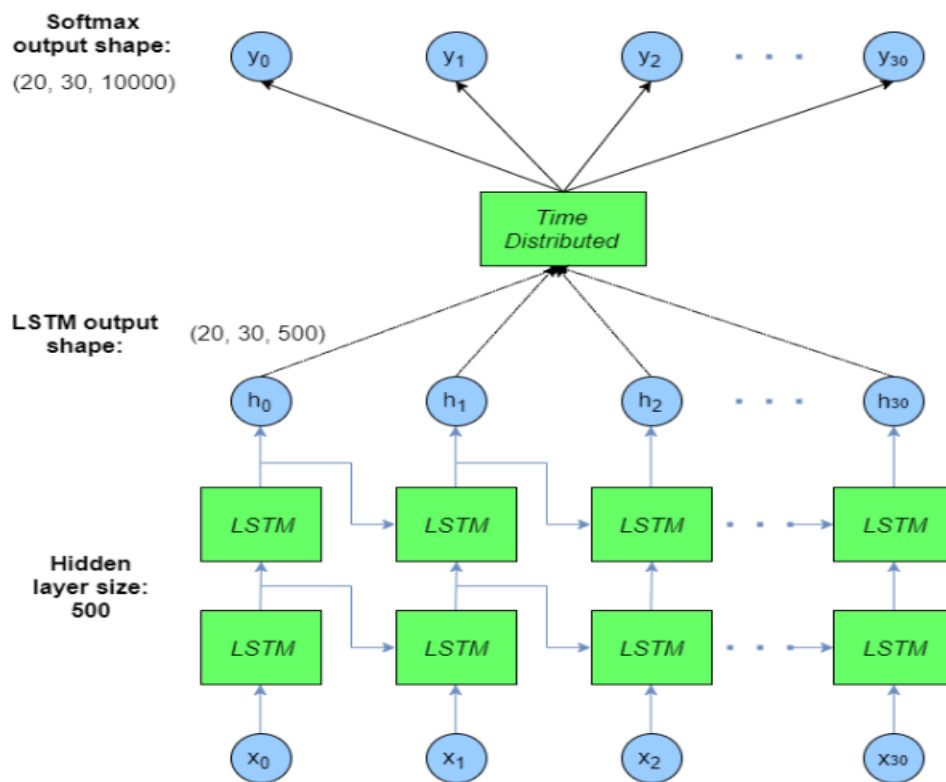 Softmax
output shape:
(20, 30, 10000)
y0
y1
y2
y30
Time
Distributed
LSTM output
shape:
(20, 30, 500)
h0
h1
h2
h30
LSTM
LSTM
LSTM
LSTM
Hidden
layer size:
500
LSTM
LSTM
LSTM
LSTM
x0
x1
x2
x30